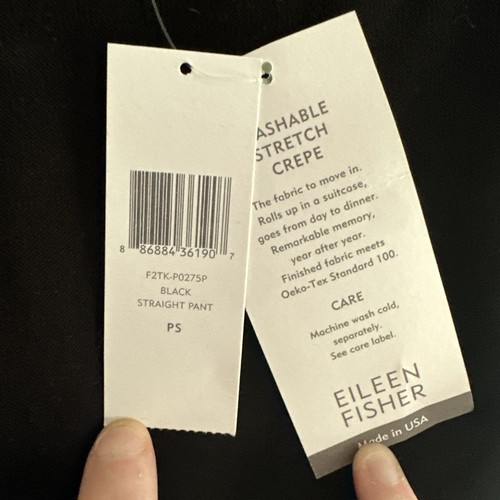 8 86884 36190 7
F2TK-P0275P
BLACK
STRAIGHT PANT
PS
ASHABLE
STRETCH
CREPE
The fabric to move in.
Rolls up in a suitcase,
goes from day to dinner.
Remarkable memory,
year after year.
Finished fabric meets
Oeko-Tex Standard 100.
CARE
Machine wash cold,
separately.
See care label.
EILEEN
FISHER
Made in USA